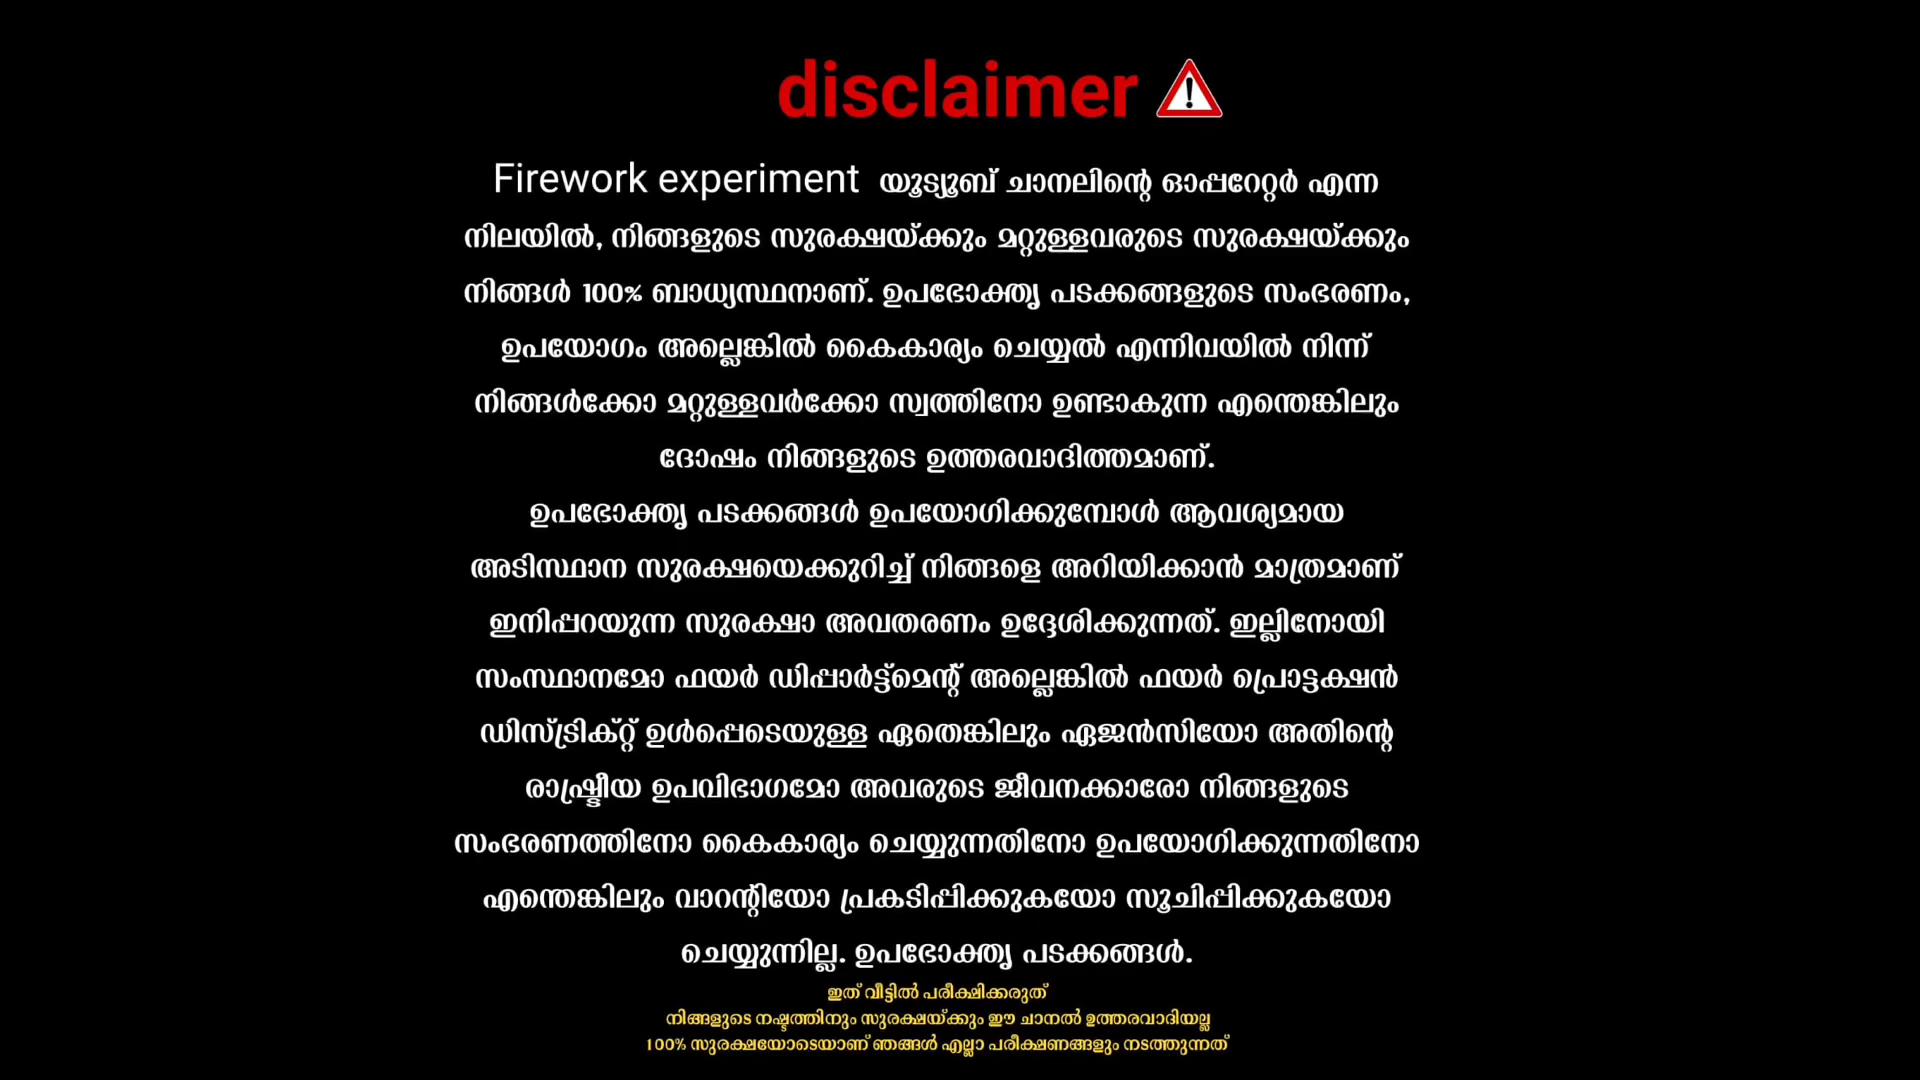 disclaimer
Firework experiment യൂട്യൂബ് ചാനലിന്റെ ഓപ്പറേറ്റർ എന്ന
നിലയിൽ, നിങ്ങളുടെ സുരക്ഷയ്ക്കും മറ്റുള്ളവരുടെ സുരക്ഷയ്ക്കും
നിങ്ങൾ 100% ബാധ്യസ്ഥനാണ്. ഉപഭോക്തൃ പടക്കങ്ങളുടെ സംഭരണം,
ഉപയോഗം അല്ലെങ്കിൽ കൈകാര്യം ചെയ്യൽ എന്നിവയിൽ നിന്ന്
നിങ്ങൾക്കോ മറ്റുള്ളവർക്കോ സ്വത്തിനോ ഉണ്ടാകുന്ന എന്തെങ്കിലും
ദോഷം നിങ്ങളുടെ ഉത്തരവാദിത്തമാണ്.
ഉപഭോക്തൃ പടക്കങ്ങൾ ഉപയോഗിക്കുമ്പോൾ ആവശ്യമായ
അടിസ്ഥാന സുരക്ഷയെക്കുറിച്ച് നിങ്ങളെ അറിയിക്കാൻ മാത്രമാണ്
ഇനിപ്പറയുന്ന സുരക്ഷാ അവതരണം ഉദ്ദേശിക്കുന്നത്. ഇല്ലിനോയി
സംസ്ഥാനമോ ഫയർ ഡിപ്പാർട്ട്മെന്റ് അല്ലെങ്കിൽ ഫയർ പ്രൊട്ടക്ഷൻ
ഡിസ്ട്രിക്റ്റ് ഉൾപ്പെടെയുള്ള ഏതെങ്കിലും ഏജൻസിയോ അതിന്റെ
രാഷ്ട്രീയ ഉപവിഭാഗമോ അവരുടെ ജീവനക്കാരോ നിങ്ങളുടെ
സംഭരണത്തിനോ കൈകാര്യം ചെയ്യുന്നതിനോ ഉപയോഗിക്കുന്നതിനോ
എന്തെങ്കിലും വാറന്റിയോ പ്രകടിപ്പിക്കുകയോ സൂചിപ്പിക്കുകയോ
ചെയ്യുന്നില്ല. ഉപഭോക്തൃ പടക്കങ്ങൾ.
ഇത് വീട്ടിൽ പരീക്ഷിക്കരുത്
നിങ്ങളുടെ നഷ്ടത്തിനും സുരക്ഷയ്ക്കും ഈ ചാനൽ ഉത്തരവാദിയല്ല
100% സുരക്ഷയോടെയാണ് ഞങ്ങൾ എല്ലാ പരീക്ഷണങ്ങളും നടത്തുന്നത്